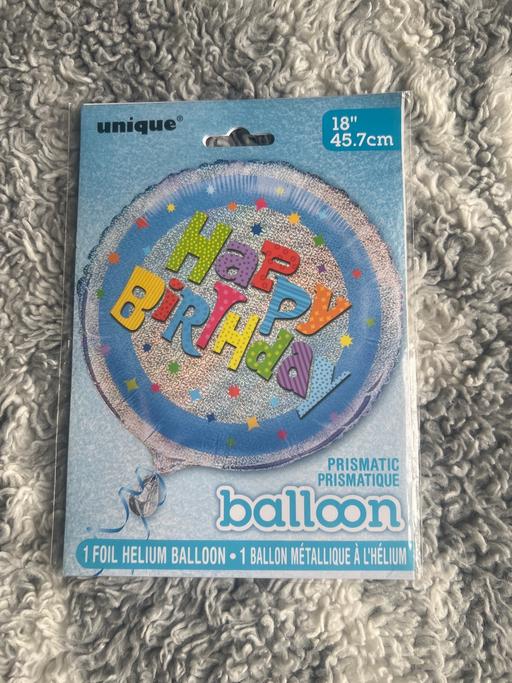 unique®
18"
45.7cm
HaPPy
BiRTHday
PRISMATIC
PRISMATIQUE
balloon
1 FOIL HELIUM BALLOON • 1 BALLON MÉTALLIQUE À L'HÉLIUM